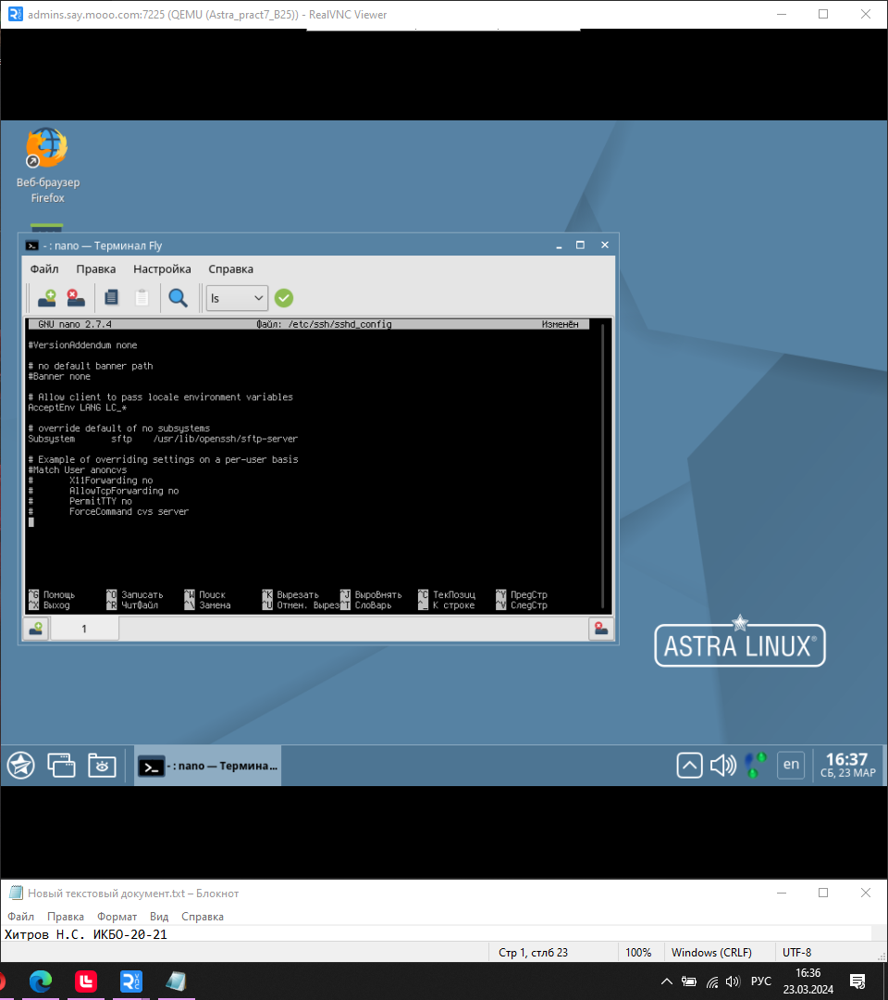 admins.say.mooo.com:7225 (QEMU (Astra_pract7_B25)) - RealVNC Viewer
Веб-браузер
Firefox
- : nano — Терминал Fly
Файл Правка Настройка Справка
ls
GNU nano 2.7.4 Файл: /etc/ssh/sshd_config Изменён
#VersionAddendum none
# no default banner path
#Banner none
# Allow client to pass locale environment variables
AcceptEnv LANG LC_*
# override default of no subsystems
Subsystem sftp /usr/lib/openssh/sftp-server
# Example of overriding settings on a per-user basis
#Match User anoncvs
# X11Forwarding no
# AllowTcpForwarding no
# PermitTTY no
# ForceCommand cvs server
^G Помощь ^O Записать ^W Поиск ^K Вырезать ^J Выровнять ^C ТекПозиц ^Y ПредСтр
^X Выход ^R ЧитФайл ^\ Замена ^U Отмен. Вырез ^T Словарь ^_ К строке ^V СледСтр
1
ASTRA LINUX®
- : nano — Термина...
en
16:37
СБ, 23 МАР
Новый текстовый документ.txt – Блокнот
Файл Правка Формат Вид Справка
Хитров Н.С. ИКБО-20-21
Стр 1, стлб 23 100% Windows (CRLF) UTF-8
РУС
16:36
23.03.2024